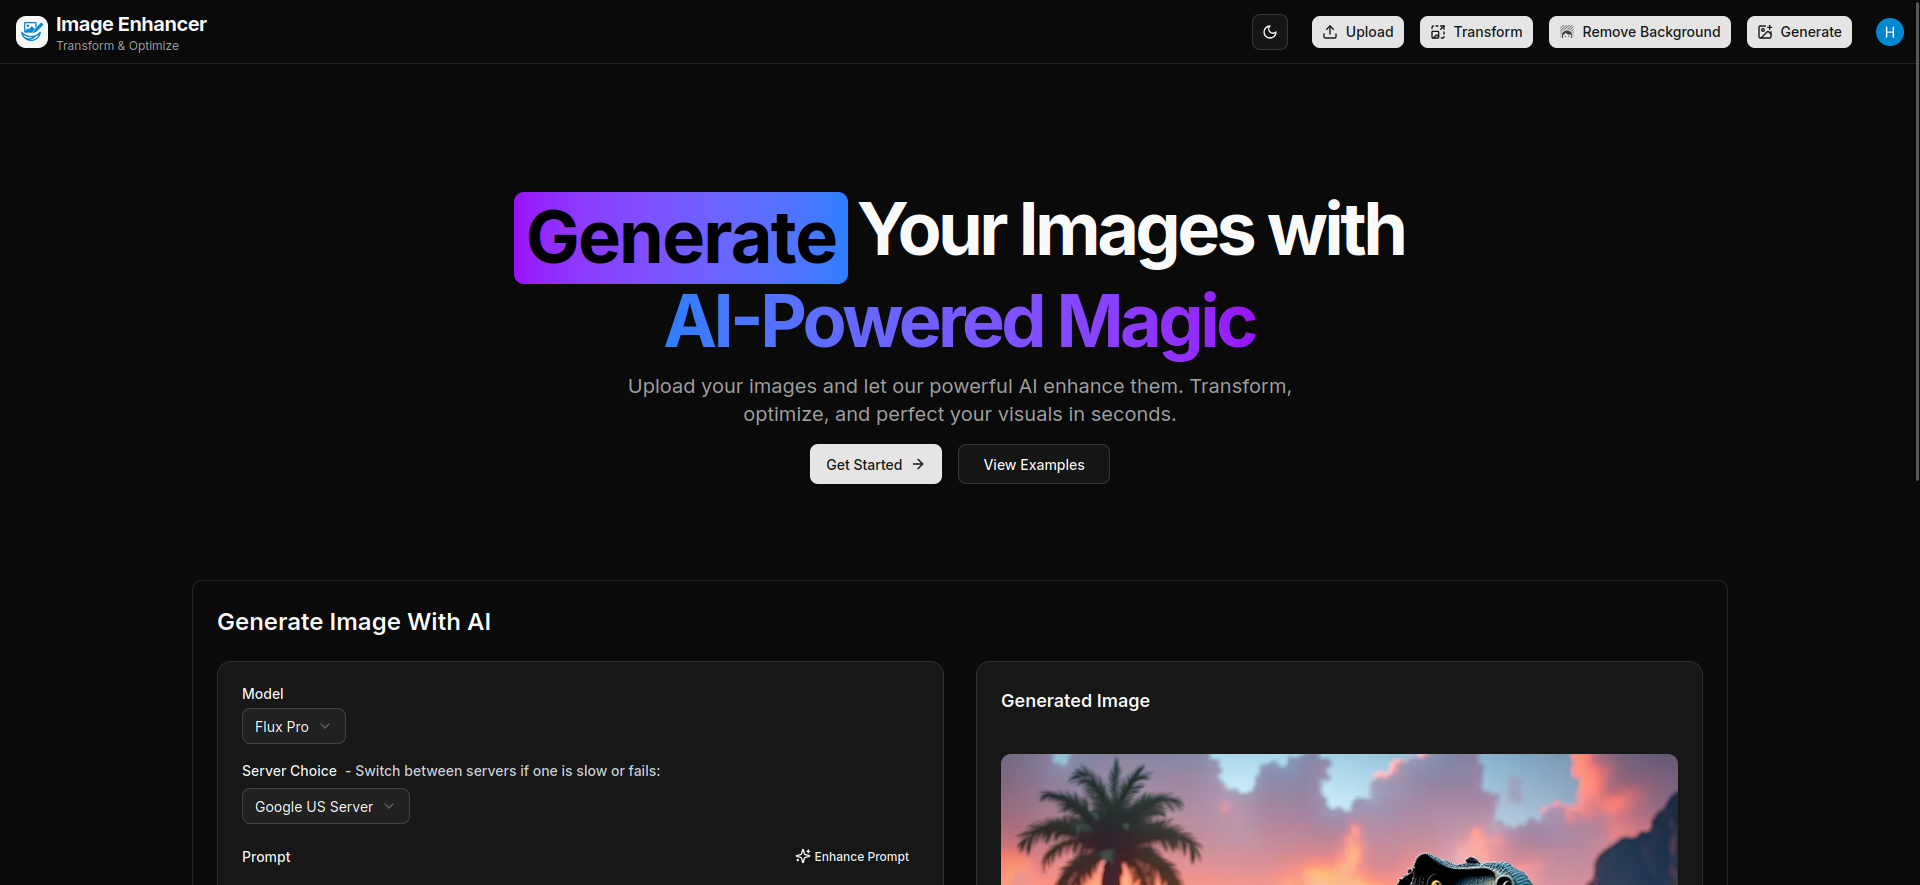 Image Enhancer
Transform & Optimize
Upload
Transform
Remove Background
Generate
H
Generate Your Images with
AI-Powered Magic
Upload your images and let our powerful AI enhance them. Transform,
optimize, and perfect your visuals in seconds.
Get Started
View Examples
Generate Image With AI
Model
Flux Pro
Server Choice - Switch between servers if one is slow or fails:
Google US Server
Prompt
Enhance Prompt
Generated Image